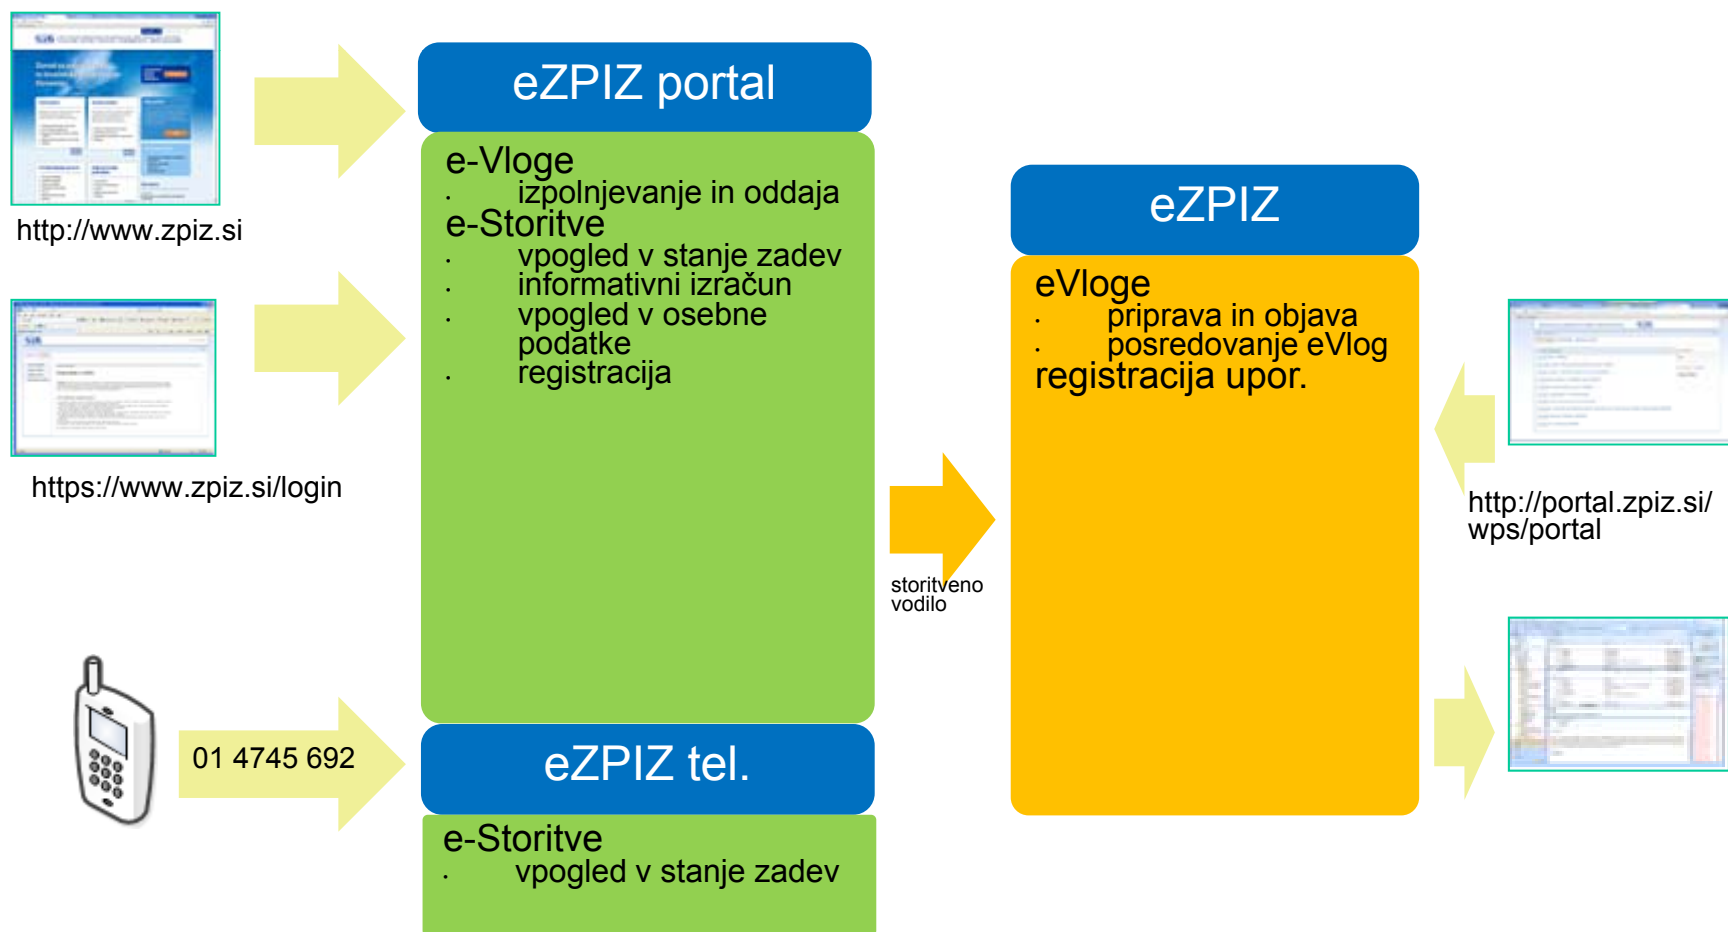 http://www.zpiz.si
https://www.zpiz.si/login
01 4745 692
eZPIZ portal
e-Vloge
· izpolnjevanje in oddaja
e-Storitve
· vpogled v stanje zadev
· informativni izračun
· vpogled v osebne
podatke
· registracija
eZPIZ tel.
e-Storitve
· vpogled v stanje zadev
storitveno
vodilo
eZPIZ
eVloge
· priprava in objava
· posredovanje eVlog
registracija upor.
http://portal.zpiz.si/
wps/portal